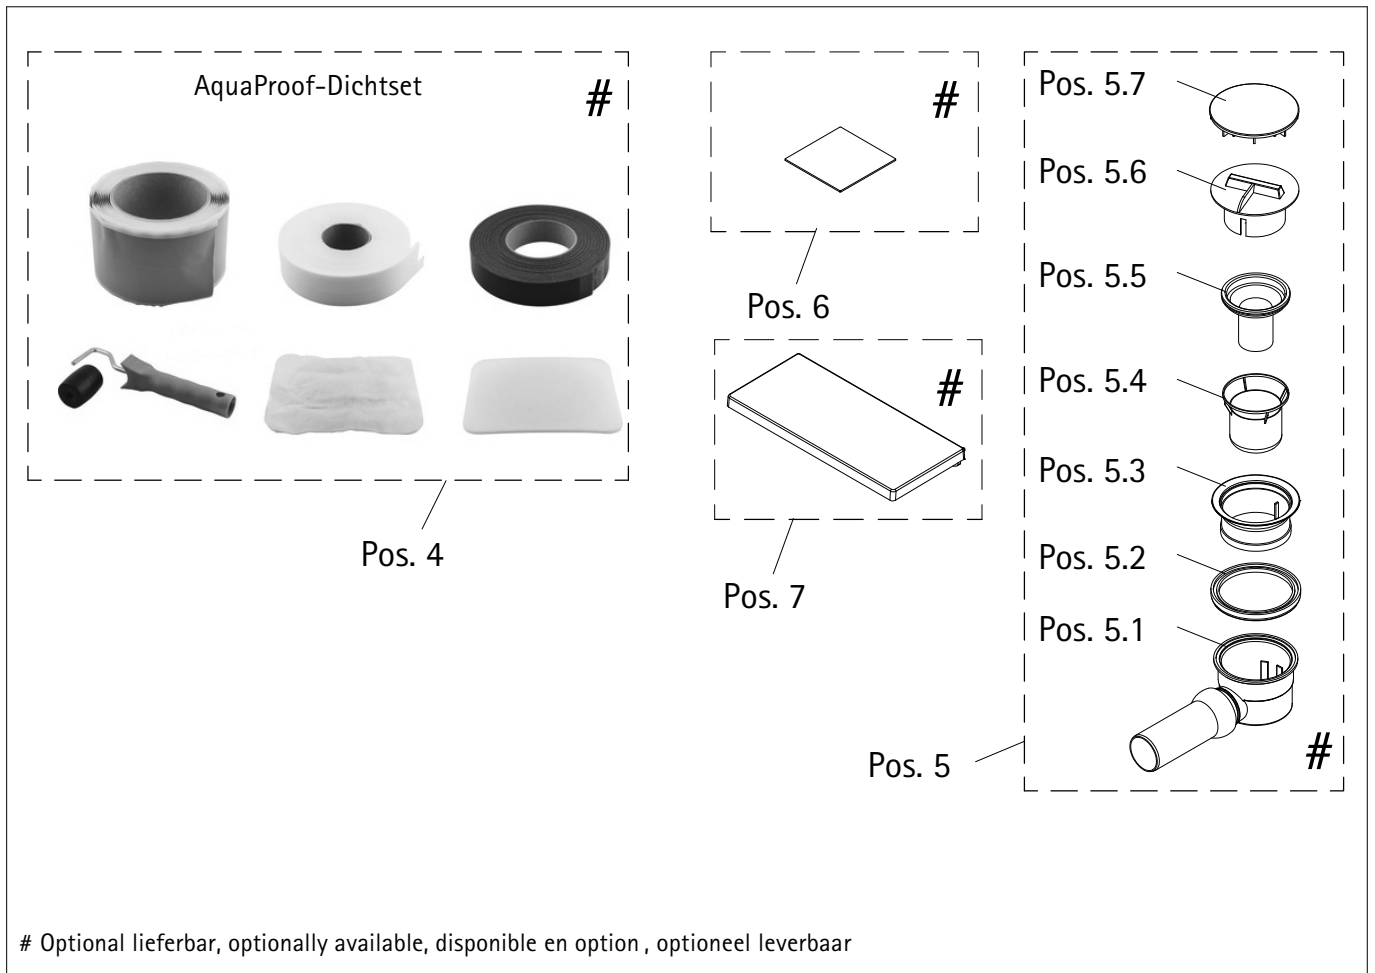 AquaProof-Dichtset
#
Pos. 4
#
Pos. 6
#
Pos. 7
Pos. 5.7
Pos. 5.6
Pos. 5.5
Pos. 5.4
Pos. 5.3
Pos. 5.2
Pos. 5.1
Pos. 5
#
# Optional lieferbar, optionally available, disponible en option , optioneel leverbaar